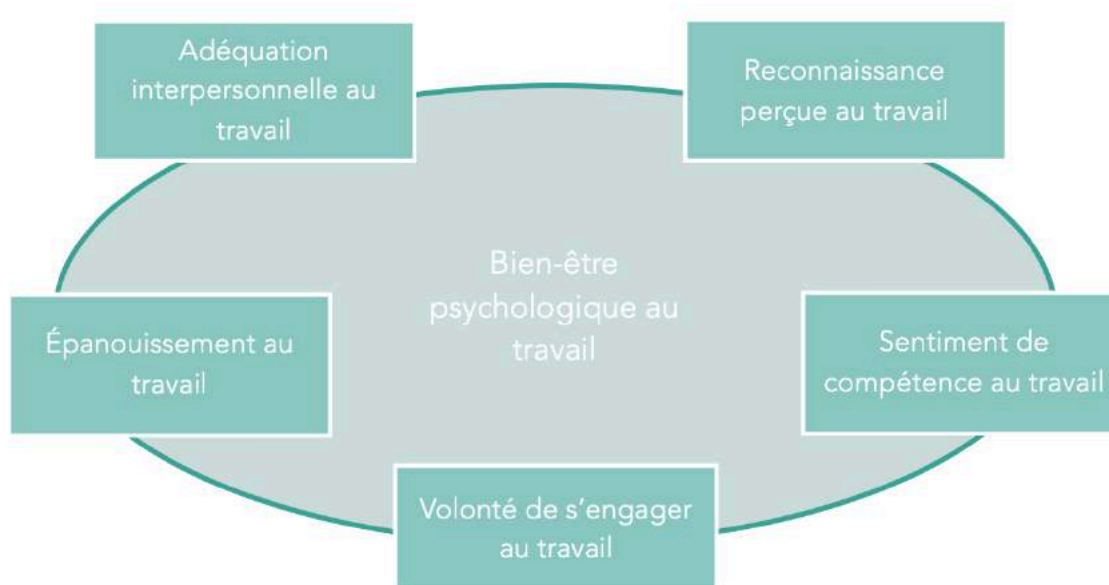 Adéquation
interpersonnelle au
travail
Reconnaissance
perçue au travail
Bien-être
psychologique au
travail
Épanouissement au
travail
Sentiment de
compétence au travail
Volonté de s’engager
au travail